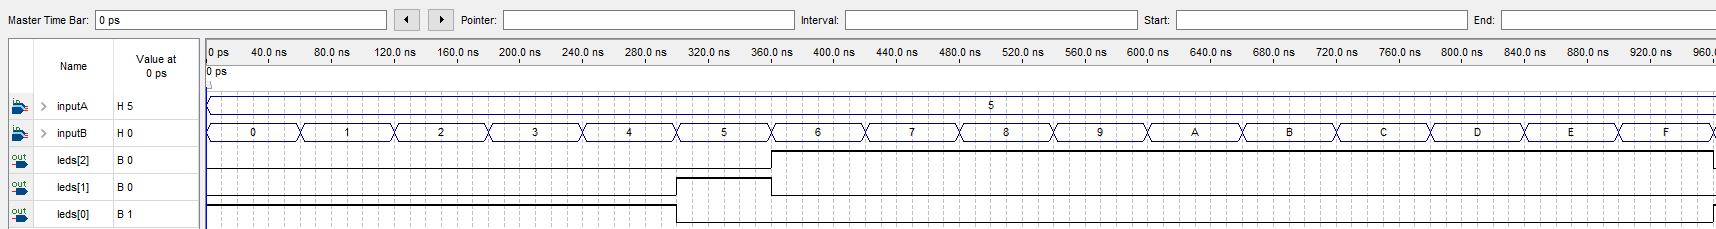 Master Time Bar: 0 ps Pointer: Interval: Start: End:
Name Value at 0 ps
0 ps 40.0 ns 80.0 ns 120.0 ns 160.0 ns 200.0 ns 240.0 ns 280.0 ns 320.0 ns 360.0 ns 400.0 ns 440.0 ns 480.0 ns 520.0 ns 560.0 ns 600.0 ns 640.0 ns 680.0 ns 720.0 ns 760.0 ns 800.0 ns 840.0 ns 880.0 ns 920.0 ns 960.0
0 ps
in inputA H 5 5
in inputB H 0 0 1 2 3 4 5 6 7 8 9 A B C D E F
out leds[2] B 0
out leds[1] B 0
out leds[0] B 1